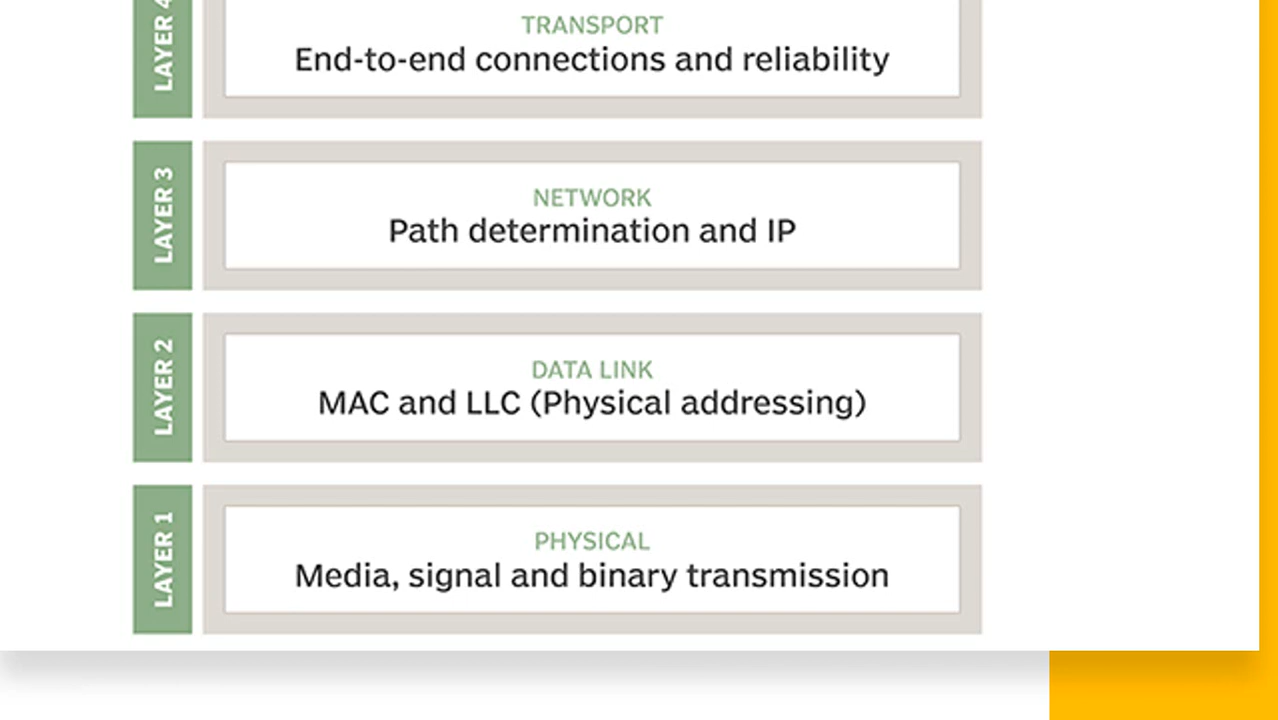 LAYER 4
TRANSPORT
End-to-end connections and reliability
LAYER 3
NETWORK
Path determination and IP
LAYER 2
DATA LINK
MAC and LLC (Physical addressing)
LAYER 1
PHYSICAL
Media, signal and binary transmission